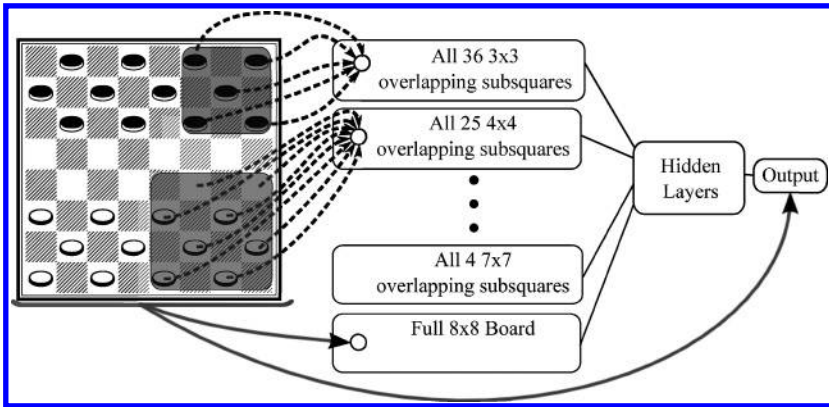 All 36 3x3
overlapping subsquares
All 25 4x4
overlapping subsquares
Hidden
Layers
Output
All 4 7x7
overlapping subsquares
Full 8x8 Board